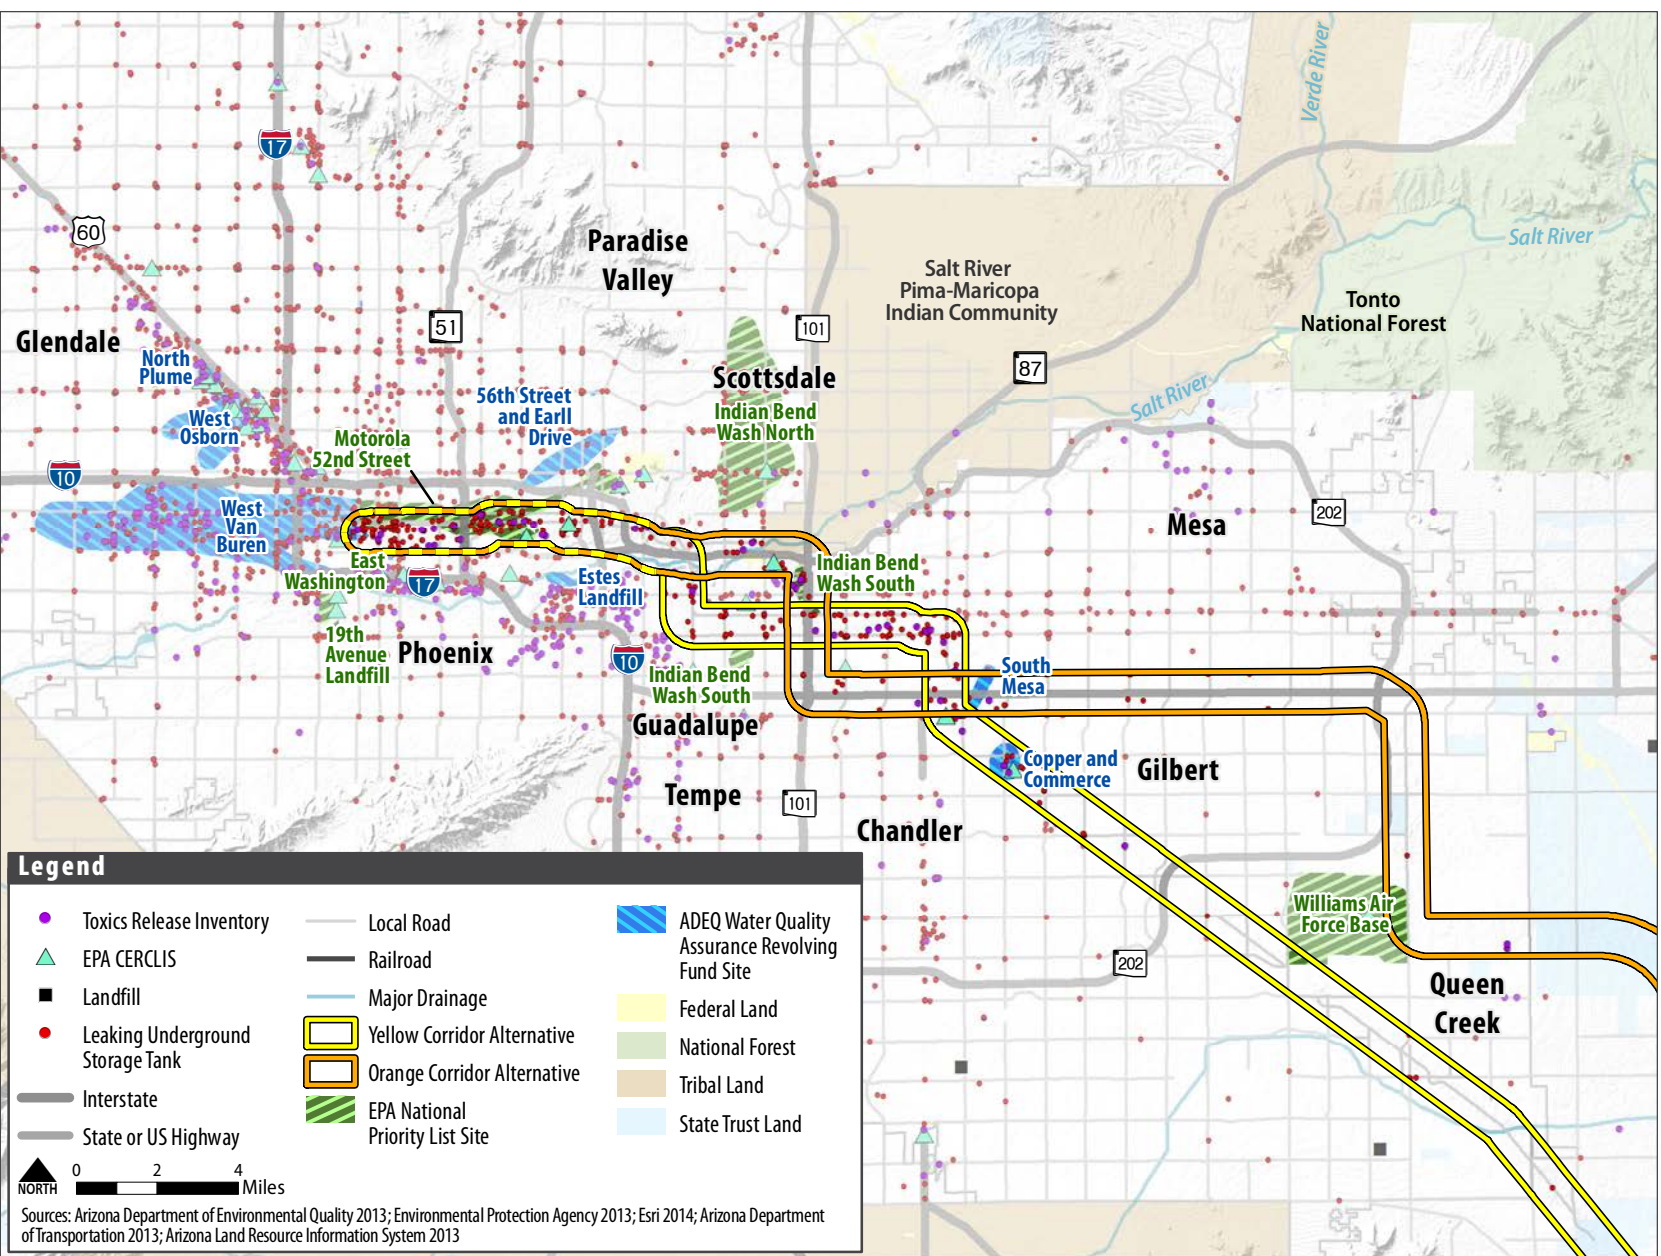 Verde River
17
60
Paradise
Valley
Salt River
Salt River
Pima-Maricopa
Indian Community
Tonto
National Forest
51
101
Glendale
North
Plume
87
Scottsdale
Salt River
56th Street
and Earll
Drive
Indian Bend
Wash North
West
Osborn
Motorola
52nd Street
10
West
Van
Buren
202
Mesa
East
Washington
17
Estes
Landfill
Indian Bend
Wash South
19th
Avenue
Landfill
Phoenix
10
Indian Bend
Wash South
South
Mesa
Guadalupe
Copper and
Commerce
Gilbert
Tempe
101
Chandler
Williams Air
Force Base
202
Queen
Creek
Legend
Toxics Release Inventory
EPA CERCLIS
Landfill
Leaking Underground
Storage Tank
Interstate
State or US Highway
Local Road
Railroad
Major Drainage
Yellow Corridor Alternative
Orange Corridor Alternative
EPA National
Priority List Site
ADEQ Water Quality
Assurance Revolving
Fund Site
Federal Land
National Forest
Tribal Land
State Trust Land
NORTH
0 2 4
Miles
Sources: Arizona Department of Environmental Quality 2013; Environmental Protection Agency 2013; Esri 2014; Arizona Department
of Transportation 2013; Arizona Land Resource Information System 2013